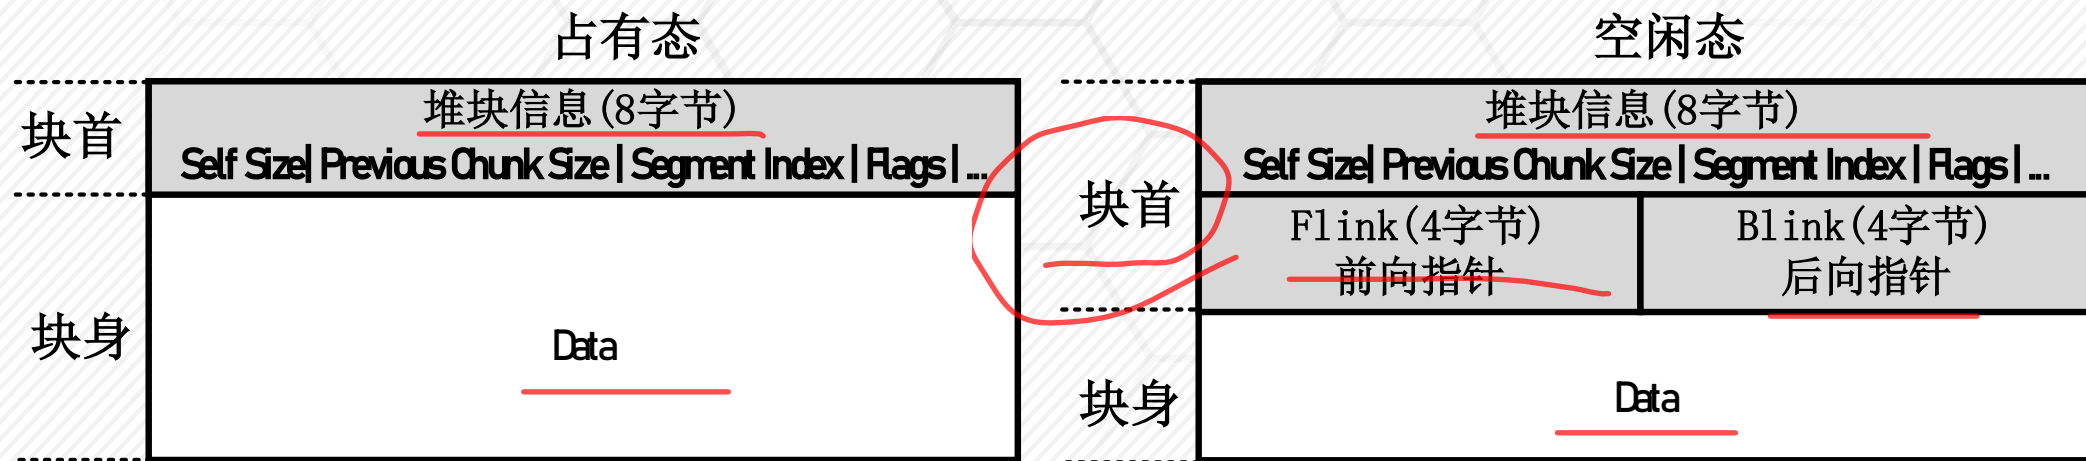 占有态
块首
堆块信息(8字节)
Self Size| Previous Chunk Size | Segment Index | Flags | ...
块身
Data
空闲态
块首
堆块信息(8字节)
Self Size| Previous Chunk Size | Segment Index | Flags | ...
Flink(4字节)
前向指针
Blink(4字节)
后向指针
块身
Data